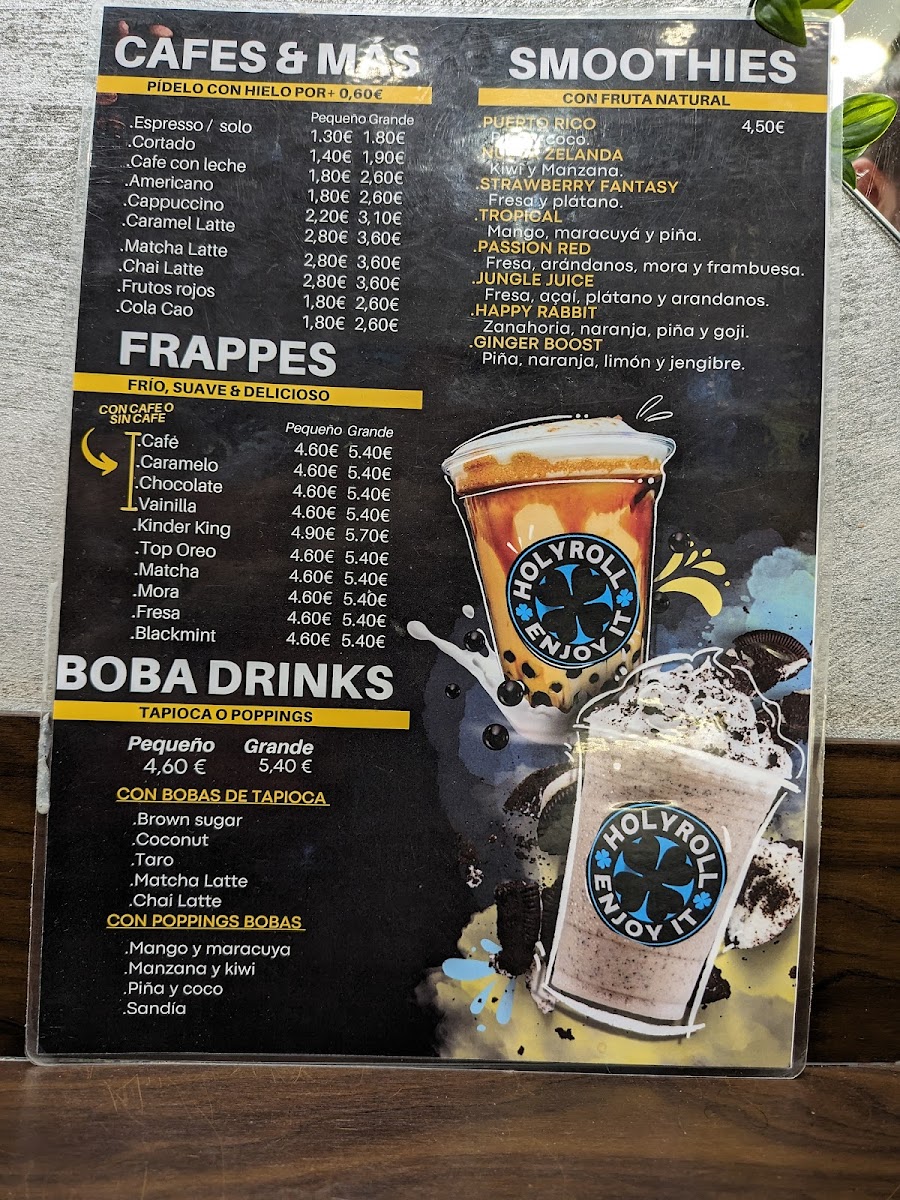 CAFES & MÁS
PÍDELO CON HIELO POR+ 0,60€
Pequeño Grande
.Espresso / solo 1.30€ 1.80€
.Cortado 1,40€ 1,90€
.Cafe con leche 1,80€ 2,60€
.Americano 1,80€ 2,60€
.Cappuccino 2,20€ 3,10€
.Caramel Latte 2,80€ 3,60€
.Matcha Latte 2,80€ 3,60€
.Chai Latte 2,80€ 3,60€
.Frutos rojos 1,80€ 2,60€
.Cola Cao 1,80€ 2,60€
FRAPPES
FRÍO, SUAVE & DELICIOSO
CON CAFE O
SIN CAFE
Pequeño Grande
.Café 4.60€ 5.40€
.Caramelo 4.60€ 5.40€
.Chocolate 4.60€ 5.40€
.Vainilla 4.60€ 5.40€
.Kinder King 4.90€ 5.70€
.Top Oreo 4.60€ 5.40€
.Matcha 4.60€ 5.40€
.Mora 4.60€ 5.40€
.Fresa 4.60€ 5.40€
.Blackmint 4.60€ 5.40€
BOBA DRINKS
TAPIOCA O POPPINGS
Pequeño Grande
4,60 € 5,40 €
CON BOBAS DE TAPIOCA
.Brown sugar
.Coconut
.Taro
.Matcha Latte
.Chai Latte
CON POPPINGS BOBAS
.Mango y maracuya
.Manzana y kiwi
.Piña y coco
.Sandía
SMOOTHIES
CON FRUTA NATURAL
.PUERTO RICO 4,50€
coco.
ZELANDA
Kiwi y Manzana.
.STRAWBERRY FANTASY
Fresa y plátano.
.TROPICAL
Mango, maracuyá y piña.
.PASSION RED
Fresa, arándanos, mora y frambuesa.
.JUNGLE JUICE
Fresa, açaí, plátano y arandanos.
.HAPPY RABBIT
Zanahoria, naranja, piña y goji.
.GINGER BOOST
Piña, naranja, limón y jengibre.
HOLYROLL
ENJOY IT
HOLYROLL
ENJOY IT